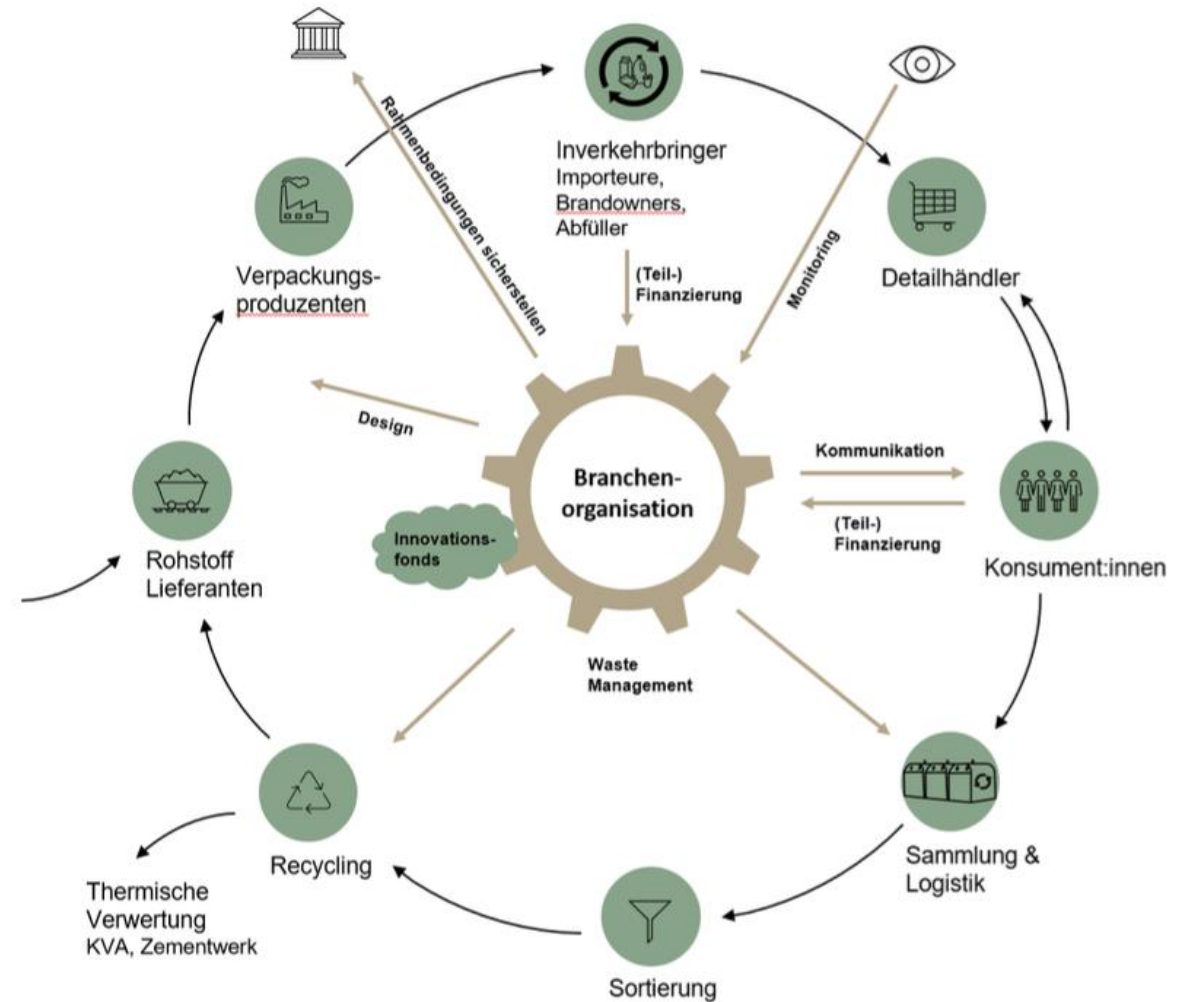 Rahmenbedingungen sicherstellen
Inverkehrbringer
Importeure,
Brandowners,
Abfüller
(Teil-)
Finanzierung
Monitoring
Detailhändler
Verpackungs-
produzenten
Design
Branchen-
organisation
Kommunikation
(Teil-)
Finanzierung
Konsument:innen
Innovations-
fonds
Rohstoff
Lieferanten
Waste
Management
Sammlung &
Logistik
Recycling
Thermische
Verwertung
KVA, Zementwerk
Sortierung